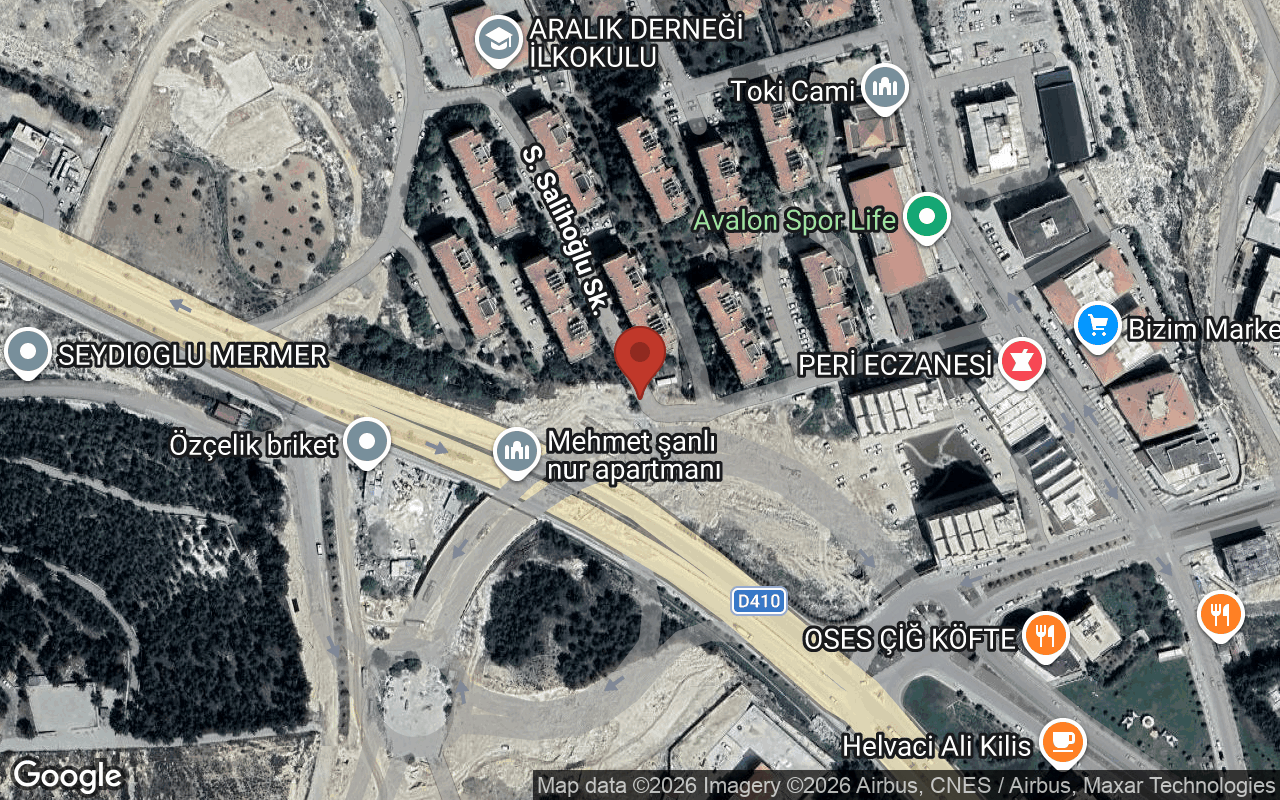 ARALIK DERNEĞİ
İLKOKULU
Toki Cami
S. Salihoğlu Sk.
Avalon Spor Life
Bizim Marke
SEYDIOGLU MERMER
PERİ ECZANESİ
Özçelik briket
Mehmet şanlı
nur apartmanı
D410
OSES ÇİĞ KÖFTE
Helvaci Ali Kilis
Google
Map data ©2026 Imagery ©2026 Airbus, CNES / Airbus, Maxar Technologies